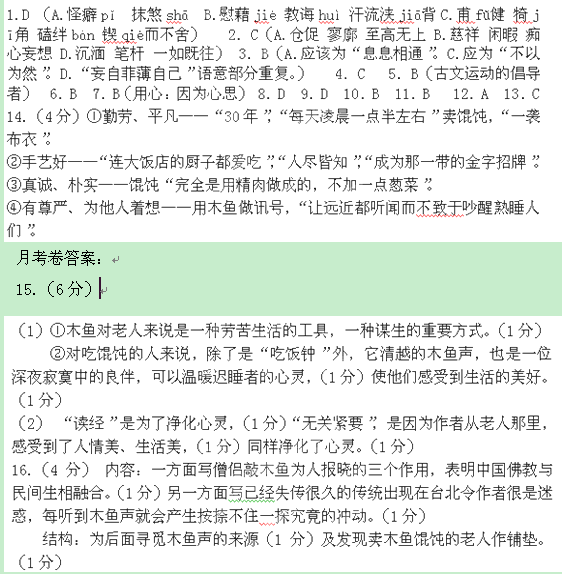 1.D （A.怪癖pǐ  抹煞shā  B.慰藉jiè 教诲huì 汗流浃jiā背 C.甫fǔ健 犄j
ī角 磕绊bàn 锲qiè而不舍）  2. C（A.仓促 寥廓 至高无上 B.慈祥 闲暇 痴
心妄想 D.沉湎 笔杆 一如既往） 3. B（A.应该为“息息相通”。C.应为“不以
为然”。D.“妄自菲薄自己”语意部分重复。）  4. C  5. B（古文运动的倡导
者） 6. B  7. B（用心：因为心思） 8. D  9. D  10. B  11. B   12. A  13. C
14.（4分）①勤劳、平凡——“30年”，“每天凌晨一点半左右”卖馄饨，“一袭
布衣”。
②手艺好——“连大饭店的厨子都爱吃”，“人尽皆知”，“成为那一带的金字招牌”。
③真诚、朴实——馄饨“完全是用精肉做成的，不加一点葱菜”。
④有尊严、为他人着想——用木鱼做讯号，“让远近都听闻而不致于吵醒熟睡人
们”。
月考卷答案：
15.（6分）
（1）①木鱼对老人来说是一种劳苦生活的工具，一种谋生的重要方式。（1分）
②对吃馄饨的人来说，除了是“吃饭钟”外，它清越的木鱼声，也是一位
深夜寂寞中的良伴，可以温暖迟睡者的心灵，（1分）使他们感受到生活的美好。
（1分）
（2） “读经”是为了净化心灵，（1分）“无关紧要”，是因为作者从老人那里，
感受到了人情美、生活美，（1分）同样净化了心灵。（1分）
16.（4 分） 内容：一方面写僧侣敲木鱼为人报晓的三个作用，表明中国佛教与
民间生相融合。（1分）另一方面写已经失传很久的传统出现在台北令作者很是迷
惑，每听到木鱼声就会产生按捺不住一探究竟的冲动。（1分）
结构：为后面寻觅木鱼声的来源（1 分）及发现卖木鱼馄饨的老人作铺垫。
（1分）